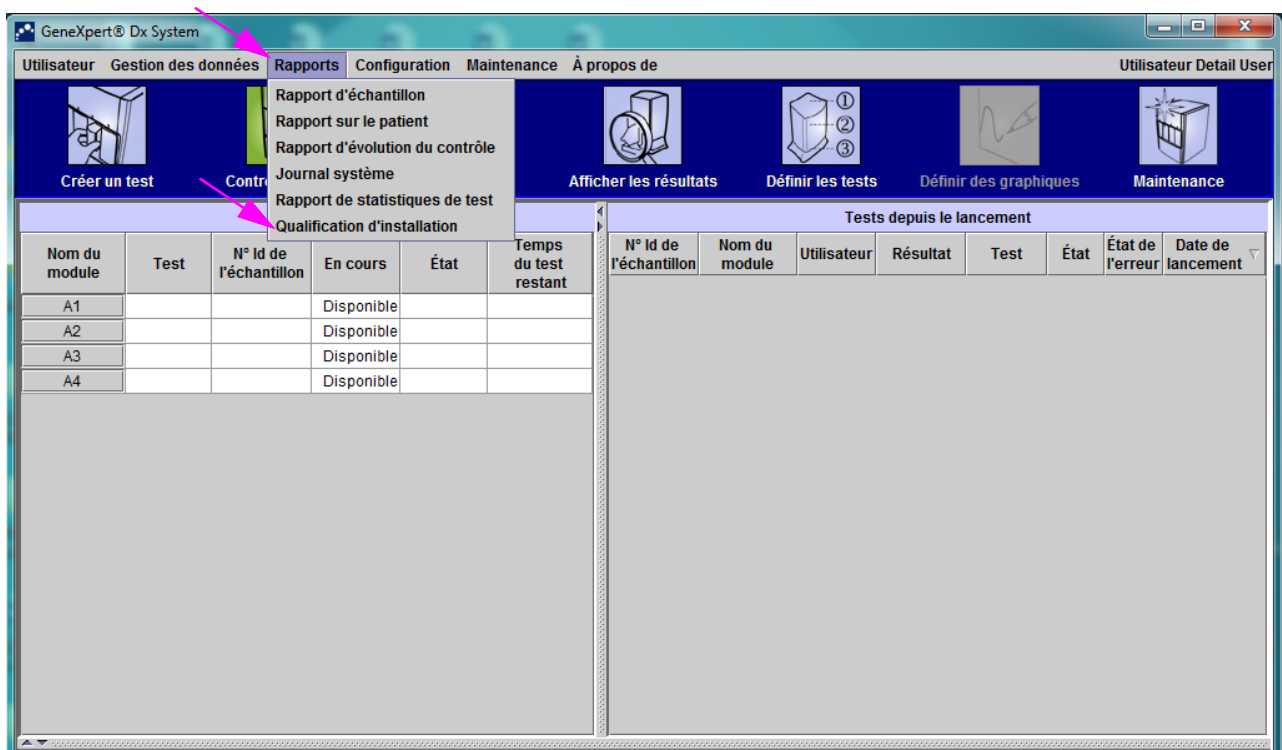 GeneXpert® Dx System
Utilisateur Gestion des données Rapports Configuration Maintenance À propos de Utilisateur Detail User
Rapport d'échantillon
Rapport sur le patient
Rapport d'évolution du contrôle
Journal système
Rapport de statistiques de test
Qualification d'installation
Créer un test Afficher les résultats Définir les tests Définir des graphiques Maintenance
①
②
③
Tests depuis le lancement
Nom du module Test N° Id de l'échantillon En cours État Temps du test restant
N° Id de l'échantillon Nom du module Utilisateur Résultat Test État État de l'erreur Date de lancement
A1 Disponible
A2 Disponible
A3 Disponible
A4 Disponible